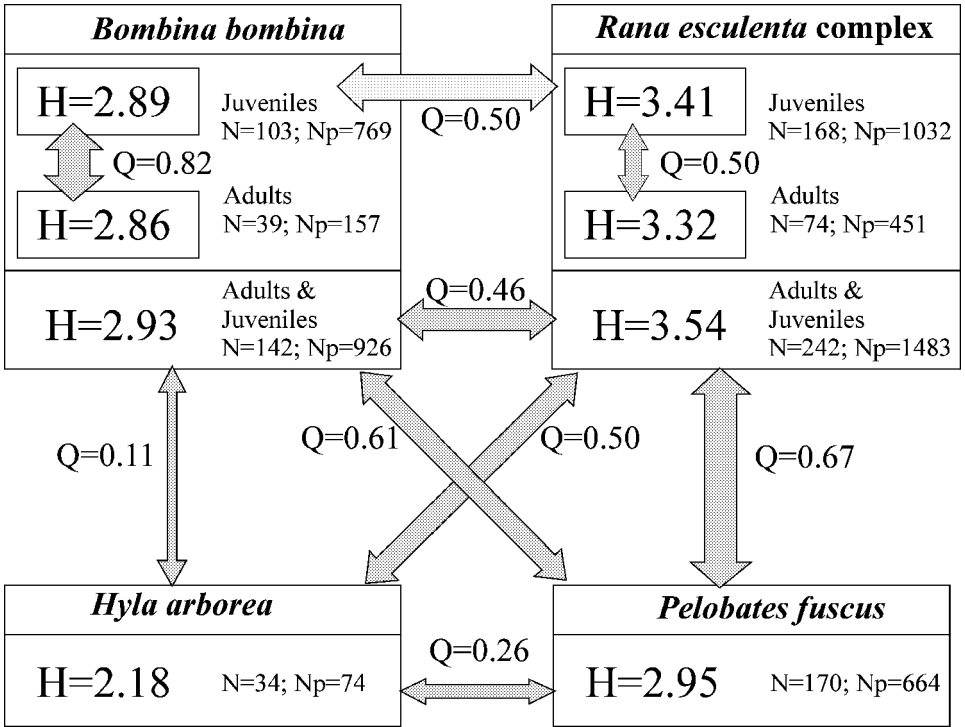 Bombina bombina
H=2.89
Juveniles
N=103; Np=769
Q=0.82
H=2.86
Adults
N=39; Np=157
H=2.93
Adults &
Juveniles
N=142; Np=926
Q=0.50
Q=0.46
Rana esculenta complex
H=3.41
Juveniles
N=168; Np=1032
Q=0.50
H=3.32
Adults
N=74; Np=451
H=3.54
Adults &
Juveniles
N=242; Np=1483
Q=0.11
Q=0.61
Q=0.50
Q=0.67
Hyla arborea
H=2.18
N=34; Np=74
Q=0.26
Pelobates fuscus
H=2.95
N=170; Np=664